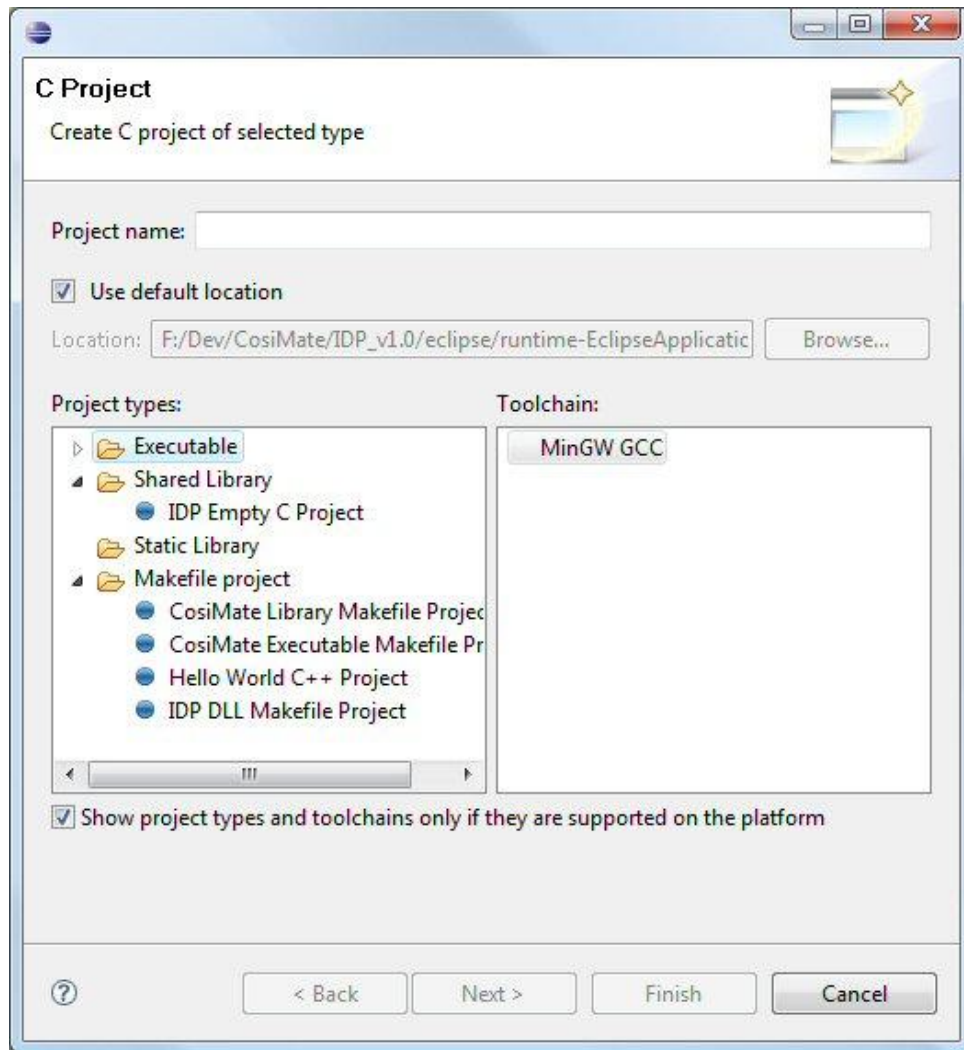 C Project
Create C project of selected type
Project name:
Use default location
Location: F:/Dev/CosiMate/IDP_v1.0/eclipse/runtime-EclipseApplicatic Browse...
Project types: Toolchain:
Executable MinGW GCC
Shared Library
IDP Empty C Project
Static Library
Makefile project
CosiMate Library Makefile Projec
CosiMate Executable Makefile Pr
Hello World C++ Project
IDP DLL Makefile Project
Show project types and toolchains only if they are supported on the platform
< Back Next > Finish Cancel